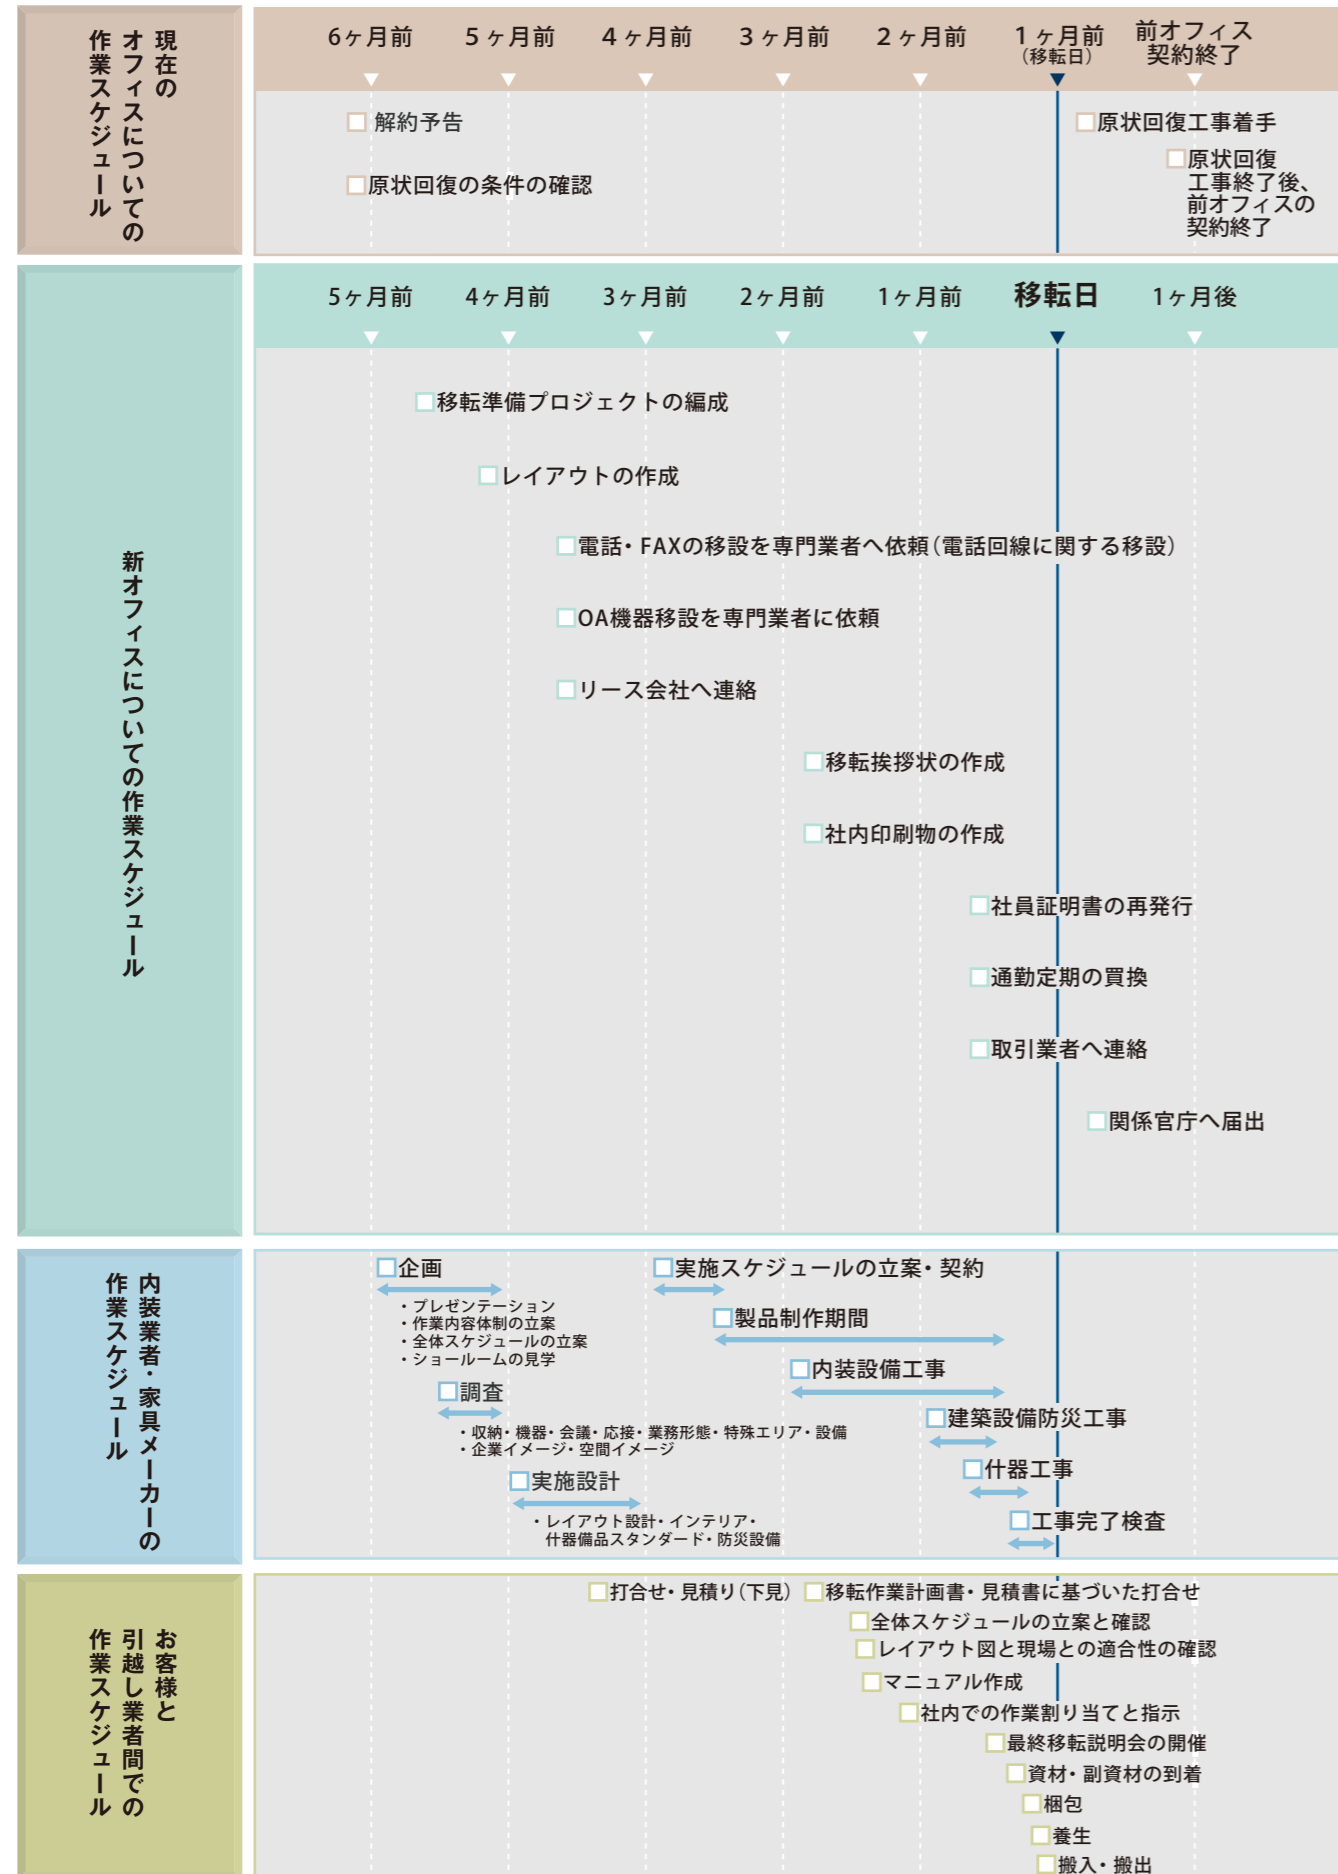 現在の
オフィスについての
作業スケジュール
6ヶ月前
5ヶ月前
4ヶ月前
3ヶ月前
2ヶ月前
1ヶ月前
(移転日)
前オフィス
契約終了
解約予告
原状回復工事着手
原状回復の条件の確認
原状回復
工事終了後、
前オフィスの
契約終了
新オフィスについての作業スケジュール
5ヶ月前
4ヶ月前
3ヶ月前
2ヶ月前
1ヶ月前
移転日
1ヶ月後
移転準備プロジェクトの編成
レイアウトの作成
電話・FAXの移設を専門業者へ依頼(電話回線に関する移設)
OA機器移設を専門業者に依頼
リース会社へ連絡
移転挨拶状の作成
社内印刷物の作成
社員証明書の再発行
通勤定期の買換
取引業者へ連絡
関係官庁へ届出
内装業者・家具メーカーの
作業スケジュール
企画
・プレゼンテーション
・作業内容体制の立案
・全体スケジュールの立案
・ショールームの見学
調査
・収納・機器・会議・応接・業務形態・特殊エリア・設備
・企業イメージ・空間イメージ
実施設計
・レイアウト設計・インテリア・
什器備品スタンダード・防災設備
実施スケジュールの立案・契約
製品制作期間
内装設備工事
建築設備防災工事
什器工事
工事完了検査
お客様と
引越し業者間での
作業スケジュール
打合せ・見積り(下見)
移転作業計画書・見積書に基づいた打合せ
全体スケジュールの立案と確認
レイアウト図と現場との適合性の確認
マニュアル作成
社内での作業割り当てと指示
最終移転説明会の開催
資材・副資材の到着
梱包
養生
搬入・搬出